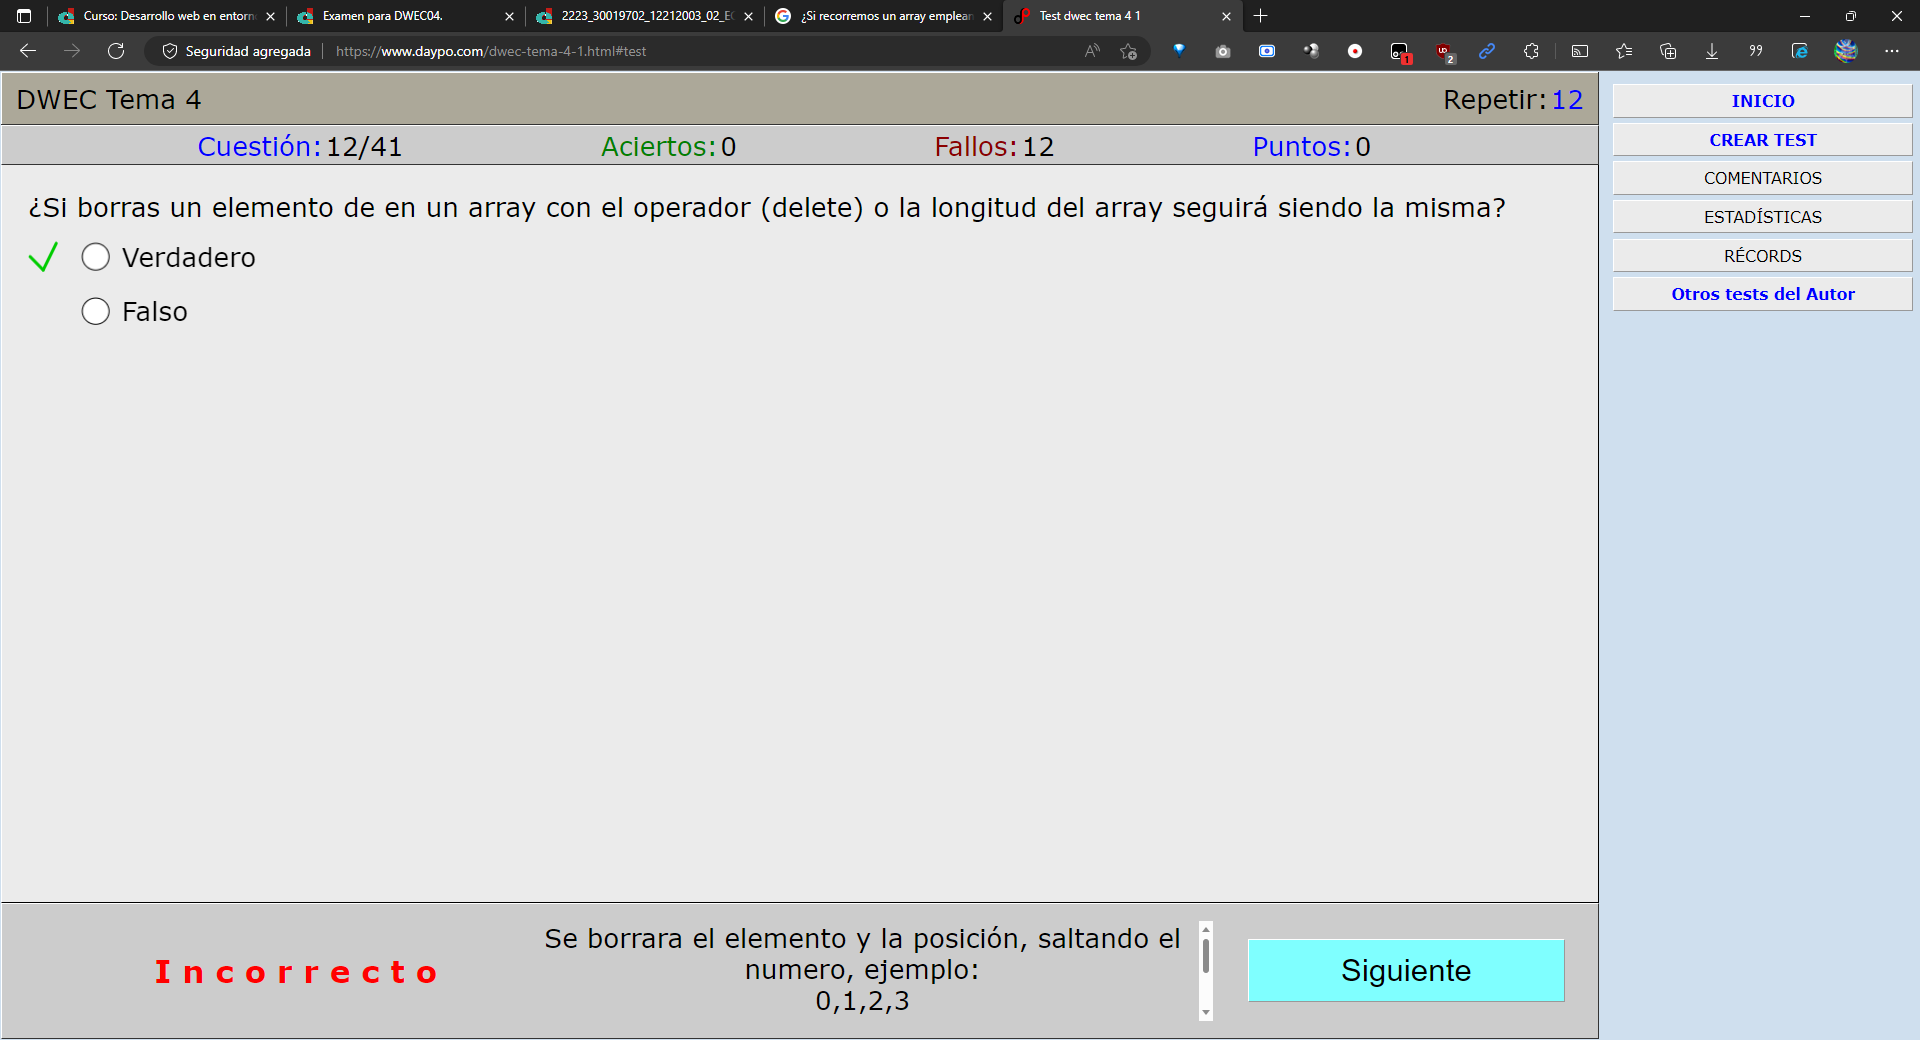 Curso: Desarrollo web en entorn
Examen para DWEC04.
2223_30019702_12212003_02_EC
¿Si recorremos un array emplean
Test dwec tema 4 1
Seguridad agregada
https://www.daypo.com/dwec-tema-4-1.html#test
1
2
DWEC Tema 4
Repetir: 12
Cuestión: 12/41
Aciertos: 0
Fallos: 12
Puntos: 0
¿Si borras un elemento de en un array con el operador (delete) o la longitud del array seguirá siendo la misma?
Verdadero
Falso
INICIO
CREAR TEST
COMENTARIOS
ESTADÍSTICAS
RÉCORDS
Otros tests del Autor
Incorrecto
Se borrara el elemento y la posición, saltando el
numero, ejemplo:
0,1,2,3
Siguiente